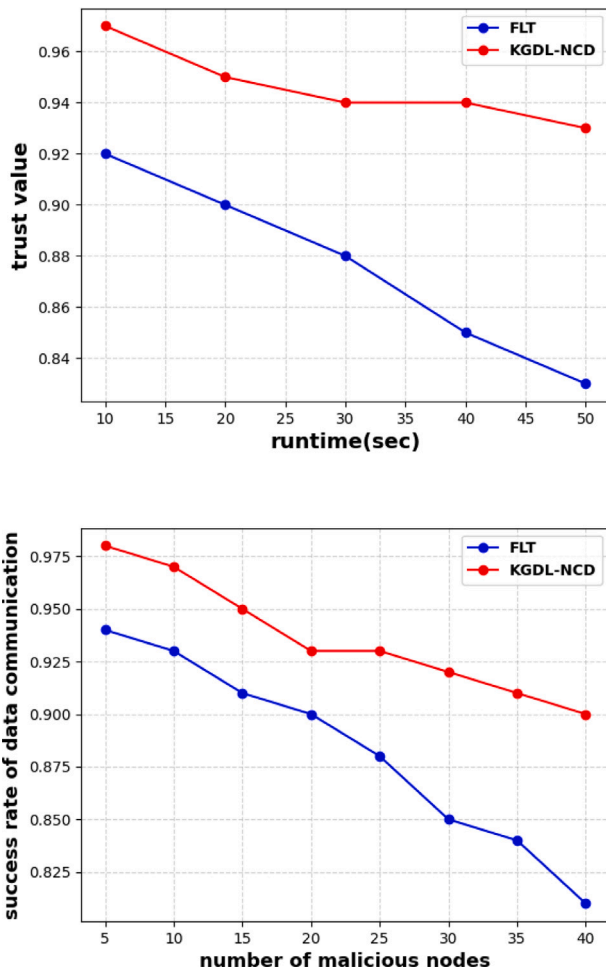 FLT
KGDL-NCD
0.96
0.94
0.92
0.90
0.88
0.86
0.84
trust value
10 15 20 25 30 35 40 45 50
runtime(sec)
FLT
KGDL-NCD
0.975
0.950
0.925
0.900
0.875
0.850
0.825
success rate of data communication
5 10 15 20 25 30 35 40
number of malicious nodes